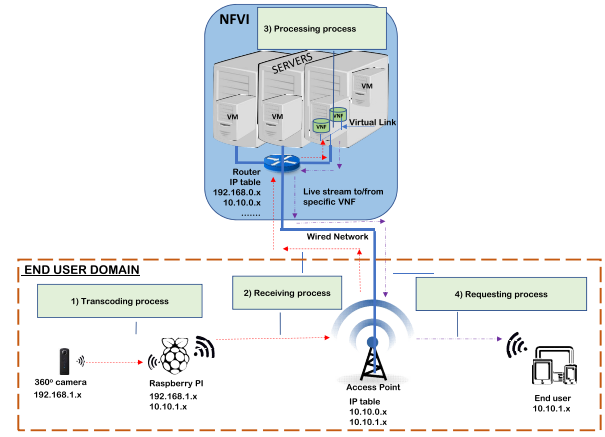 NFVI
3) Processing process
SERVERS
VM
VM
VM
VNF
VNF
Virtual Link
Router
IP table
192.168.0.x
10.10.0.x
.......
Live stream to/from
specific VNF
Wired Network
END USER DOMAIN
1) Transcoding process
2) Receiving process
4) Requesting process
360º camera
192.168.1.x
Raspberry PI
192.168.1.x
10.10.1.x
Access Point
IP table
10.10.0.x
10.10.1.x
End user
10.10.1.x